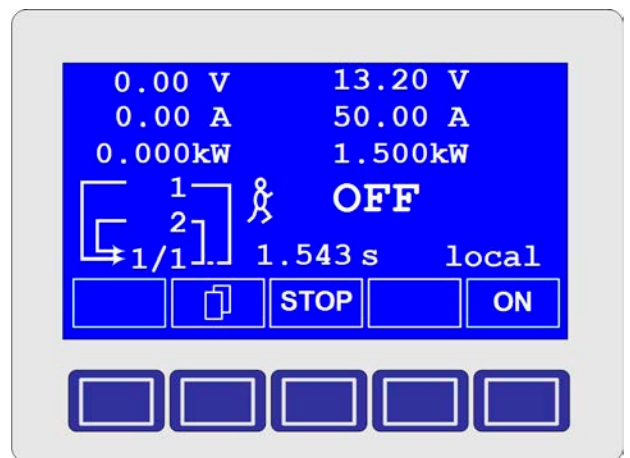 0.00 V 13.20 V
0.00 A 50.00 A
0.000kW 1.500kW
1 OFF
2
1/1 1.543 s local
STOP ON